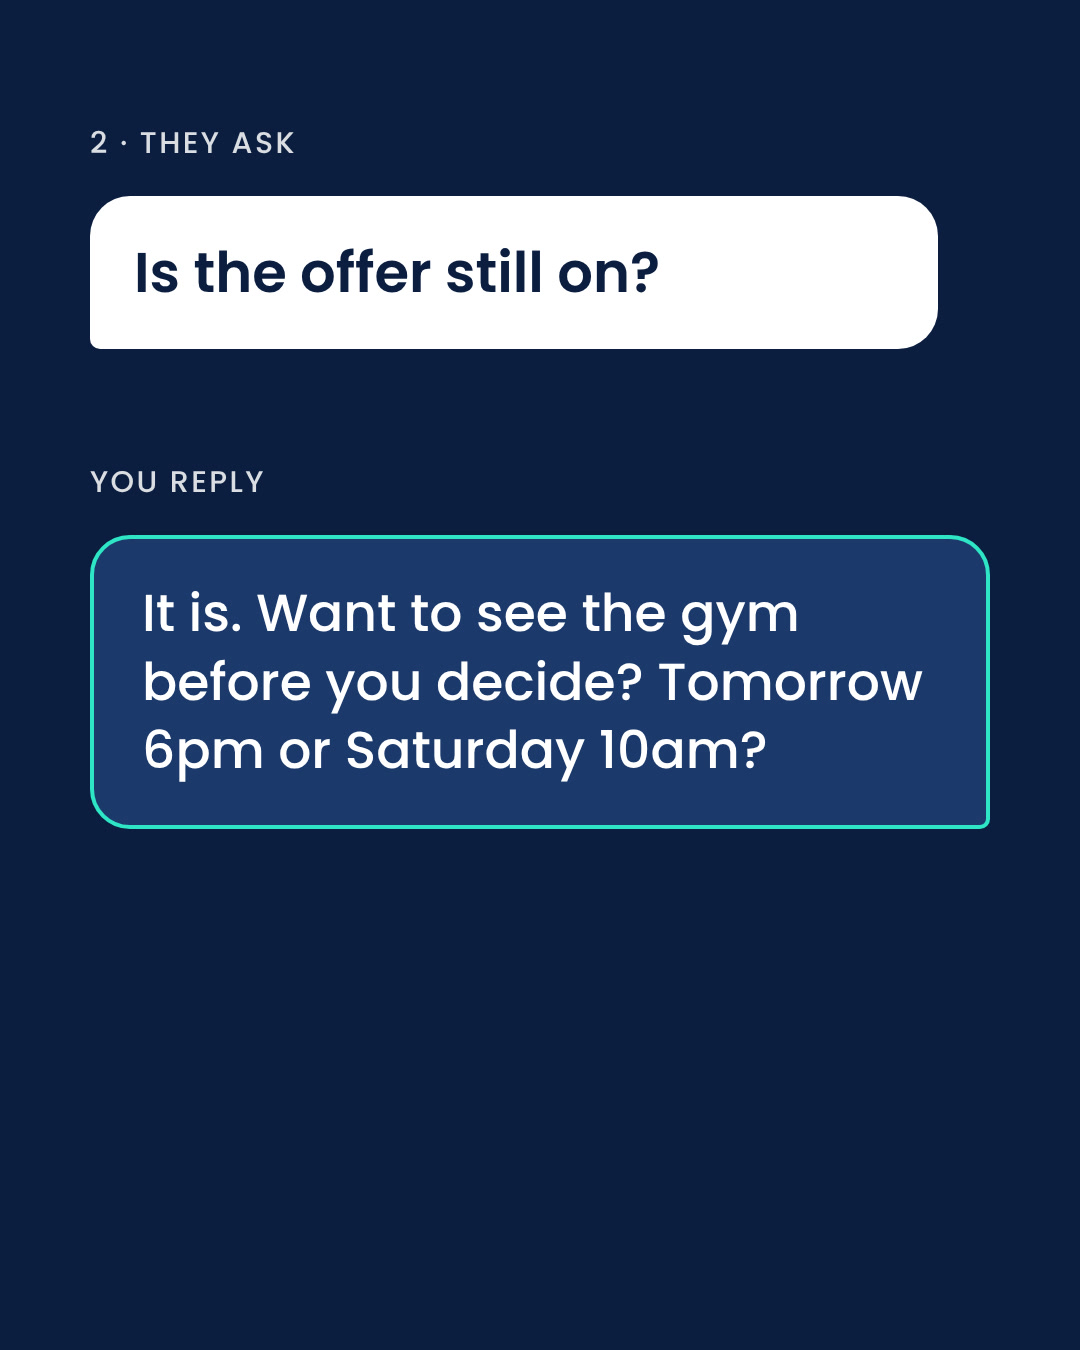 2 · THEY ASK
Is the offer still on?
YOU REPLY
It is. Want to see the gym
before you decide? Tomorrow
6pm or Saturday 10am?